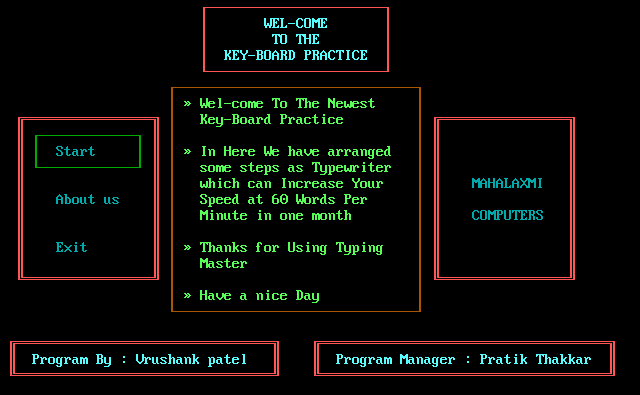 WEL-COME
TO THE
KEY-BOARD PRACTICE
Start
About us
Exit
» Wel-come To The Newest
Key-Board Practice
» In Here We have arranged
some steps as Typewriter
which can Increase Your
Speed at 60 Words Per
Minute in one month
» Thanks for Using Typing
Master
» Have a nice Day
MAHALAXMI
COMPUTERS
Program By : Vrushank patel
Program Manager : Pratik Thakkar